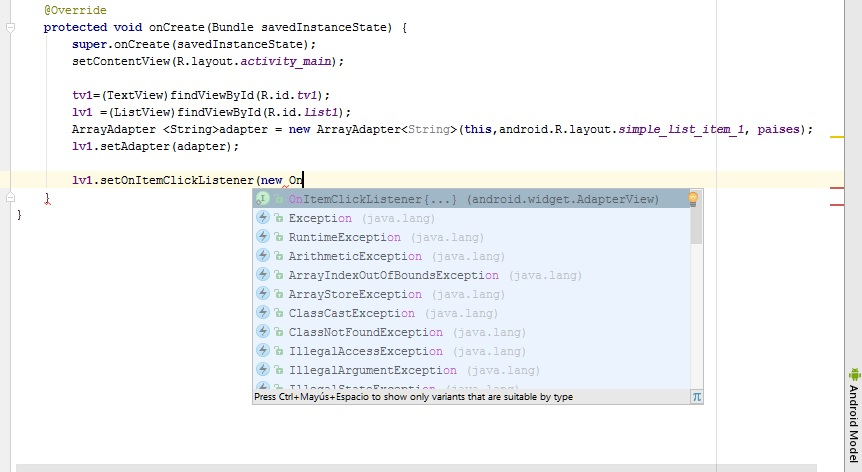 @Override
protected void onCreate(Bundle savedInstanceState) {
super.onCreate(savedInstanceState);
setContentView(R.layout.activity_main);
tv1=(TextView)findViewById(R.id.tv1);
lv1 =(ListView)findViewById(R.id.list1);
ArrayAdapter <String>adapter = new ArrayAdapter<String>(this,android.R.layout.simple_list_item_1, paises);
lv1.setAdapter(adapter);
lv1.setOnItemClickListener(new On
}
}
OnItemClickListener{...} (android.widget.AdapterView)
Exception (java.lang)
RuntimeException (java.lang)
ArithmeticException (java.lang)
ArrayIndexOutOfBoundsException (java.lang)
ArrayStoreException (java.lang)
ClassCastException (java.lang)
ClassNotFoundException (java.lang)
IllegalAccessException (java.lang)
IllegalArgumentException (java.lang)
IllegalStateException (java.lang)
Press Ctrl+Mayús+Espacio to show only variants that are suitable by type
π
Android Model